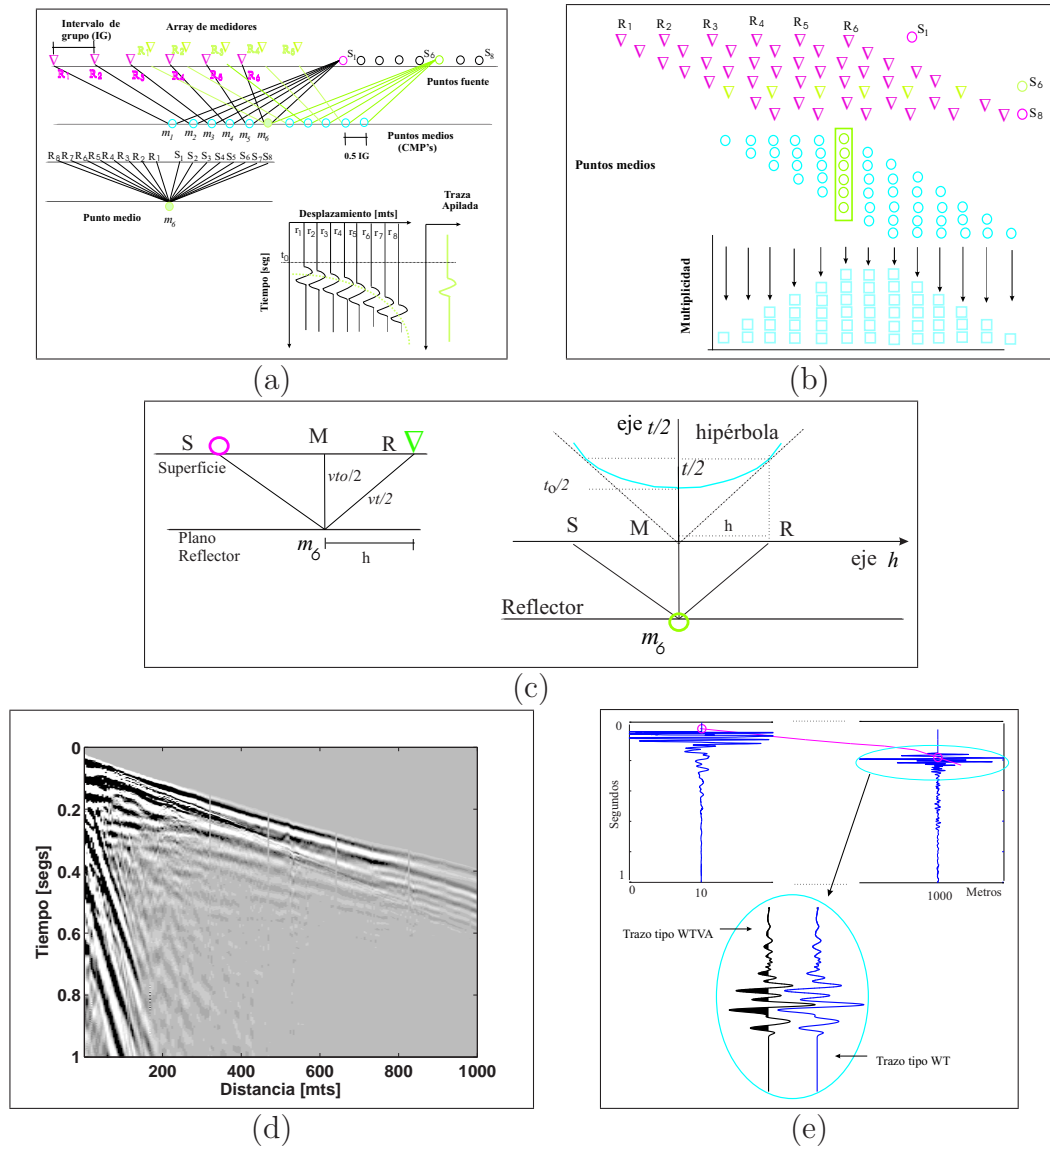 Intervalo de
grupo (IG)
Array de medidores
R1 R2 R3 R4 R5
S1 S6 S8
R1 R2 R3 R4 R5 R6
Puntos fuente
m1 m2 m3 m4 m5 m6
Puntos medios
(CMP's)
0.5 IG
R8 R7 R6 R5 R4 R3 R2 R1 S1 S2 S3 S4 S5 S6 S7 S8
Punto medio
m6
Desplazamiento [mts]
Traza
Apilada
r1 r2 r3 r4 r5 r6 r7 r8
t0
Tiempo [seg]
(a)
R1 R2 R3 R4 R5 R6
S1
S6
S8
Puntos medios
Multiplicidad
(b)
S M R
Superficie
vto/2
vt/2
Plano
Reflector
m6
h
eje t/2
hipérbola
t/2
to/2
h
S M R
eje h
Reflector
m6
(c)
0
0.2
0.4
0.6
0.8
1
Tiempo [segs]
200 400 600 800 1000
Distancia [mts]
(d)
0
Segundos
1
0 10 1000 Metros
Trazo tipo WTVA
Trazo tipo WT
(e)